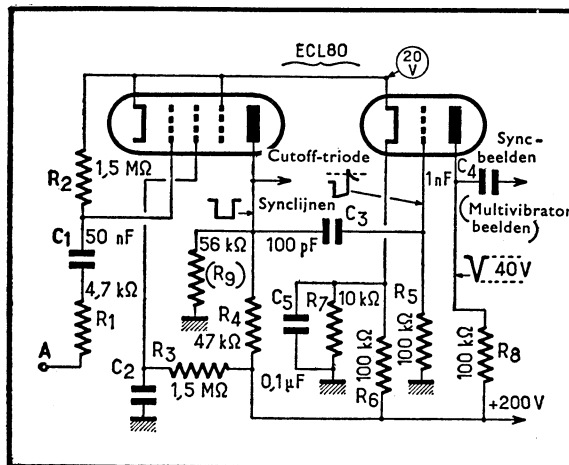 ECL80
20
V
R2
1,5 MΩ
Cutoff-triode
Sync-
beelden
C4
1nF
(Multivibrator
beelden)
Synclijnen
C1
50 nF
C3
100 pF
56 kΩ
(R9)
40V
4,7 kΩ
R1
R4
47 kΩ
C5
R7
10 kΩ
R5
100 kΩ
100 kΩ
R6
100 kΩ
R8
A
C2
R3
1,5 MΩ
0,1µF
+200V